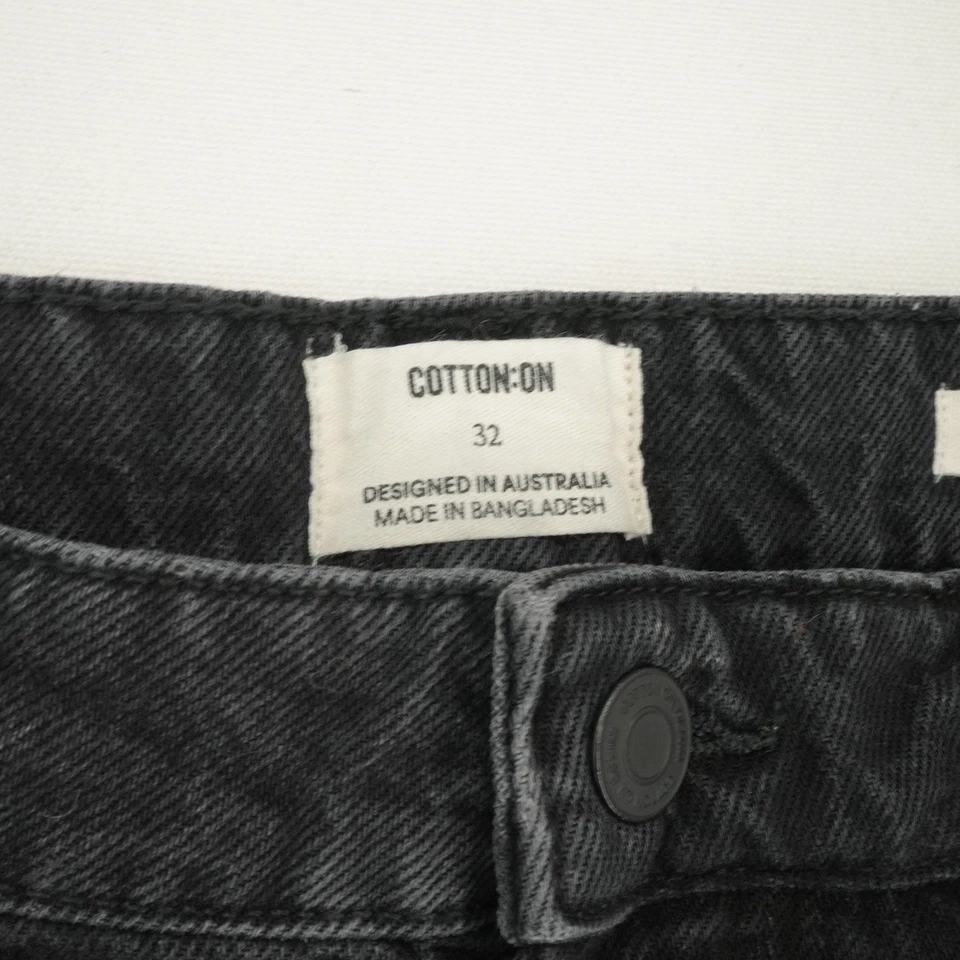 COTTON:ON
32
DESIGNED IN AUSTRALIA
MADE IN BANGLADESH